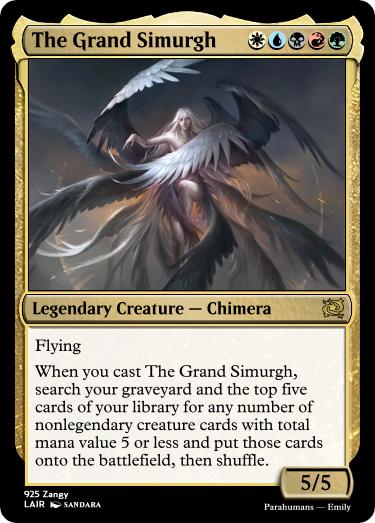 The Grand Simurgh
Legendary Creature — Chimera
Flying
When you cast The Grand Simurgh,
search your graveyard and the top five
cards of your library for any number of
nonlegendary creature cards with total
mana value 5 or less and put those cards
onto the battlefield, then shuffle.
5/5
925 Zangy
LAIR SANDARA
Parahumans — Emily